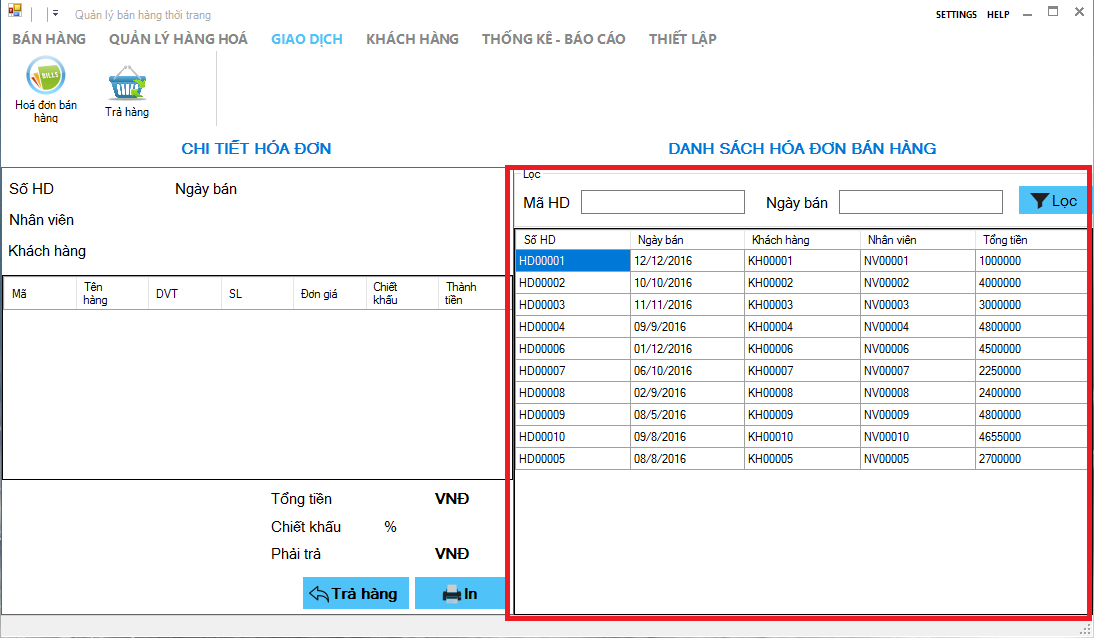 Quản lý bán hàng thời trang
SETTINGS HELP
BÁN HÀNG QUẢN LÝ HÀNG HOÁ GIAO DỊCH KHÁCH HÀNG THỐNG KÊ - BÁO CÁO THIẾT LẬP
BILLS
Hoá đơn bán
hàng
Trả hàng
CHI TIẾT HÓA ĐƠN
Số HD Ngày bán
Nhân viên
Khách hàng
Mã Tên hàng DVT SL Đơn giá Chiết khấu Thành tiền
Tổng tiền VNĐ
Chiết khấu %
Phải trả VNĐ
Trả hàng In
DANH SÁCH HÓA ĐƠN BÁN HÀNG
Lọc
Mã HD Ngày bán Lọc
Số HD Ngày bán Khách hàng Nhân viên Tổng tiền
HD00001 12/12/2016 KH00001 NV00001 1000000
HD00002 10/10/2016 KH00002 NV00002 4000000
HD00003 11/11/2016 KH00003 NV00003 3000000
HD00004 09/9/2016 KH00004 NV00004 4800000
HD00006 01/12/2016 KH00006 NV00006 4500000
HD00007 06/10/2016 KH00007 NV00007 2250000
HD00008 02/9/2016 KH00008 NV00008 2400000
HD00009 08/5/2016 KH00009 NV00009 4800000
HD00010 09/8/2016 KH00010 NV00010 4655000
HD00005 08/8/2016 KH00005 NV00005 2700000